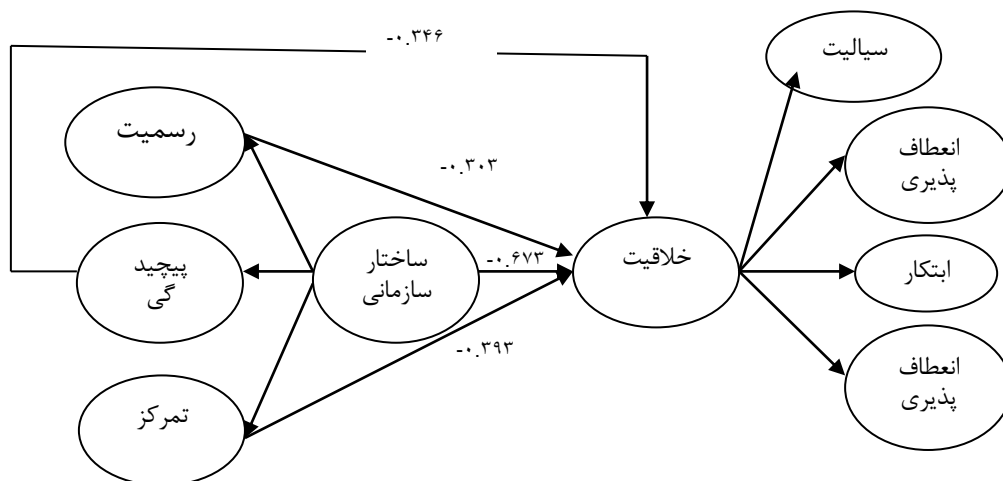 -۰.۳۴۶
سیالیت
رسمیت
-۰.۳۰۳
انعطاف
پذیری
پیچید
گی
ساختار
سازمانی
-۰.۶۷۳
خلاقیت
ابتکار
-۰.۳۹۳
تمرکز
انعطاف
پذیری